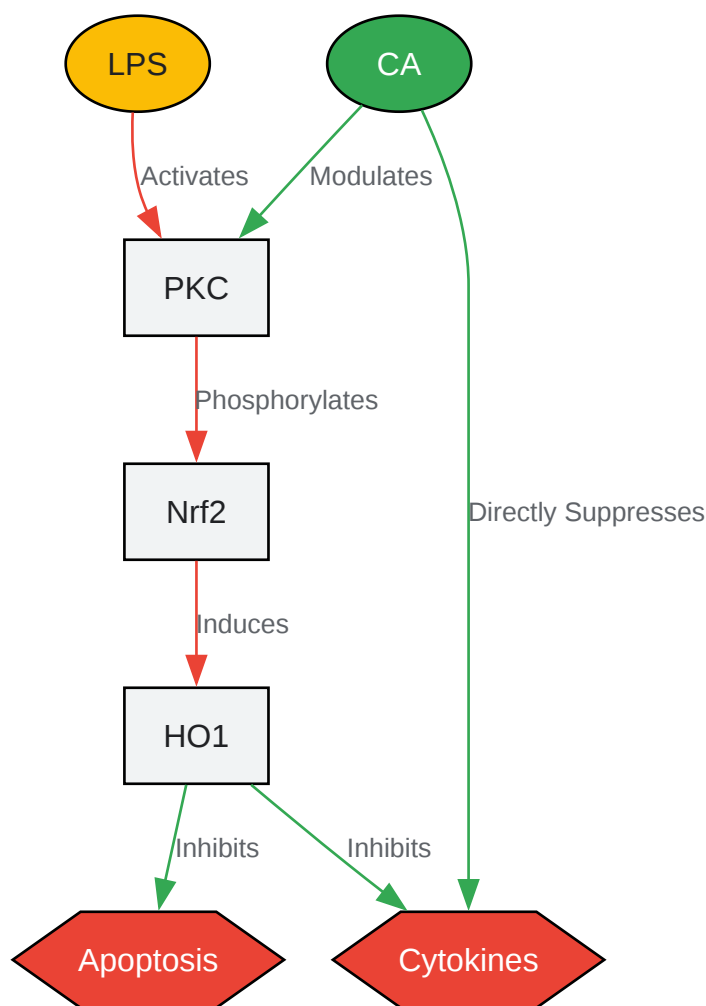 LPS
CA
Activates
Modulates
PKC
Phosphorylates
Nrf2
Directly Suppresses
Induces
HO1
Inhibits
Inhibits
Apoptosis
Cytokines